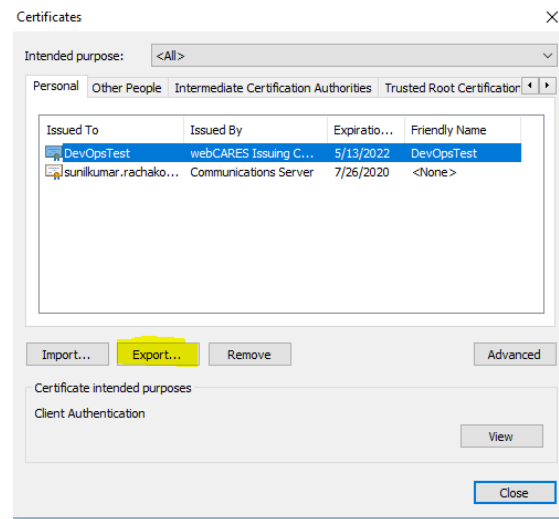 Certificates
Intended purpose: <All>
Personal Other People Intermediate Certification Authorities Trusted Root Certification
Issued To Issued By Expiratio... Friendly Name
DevOpsTest webCARES Issuing C... 5/13/2022 DevOpsTest
sunilkumar.rachako... Communications Server 7/26/2020 <None>
Import... Export... Remove Advanced
Certificate intended purposes
Client Authentication
View
Close